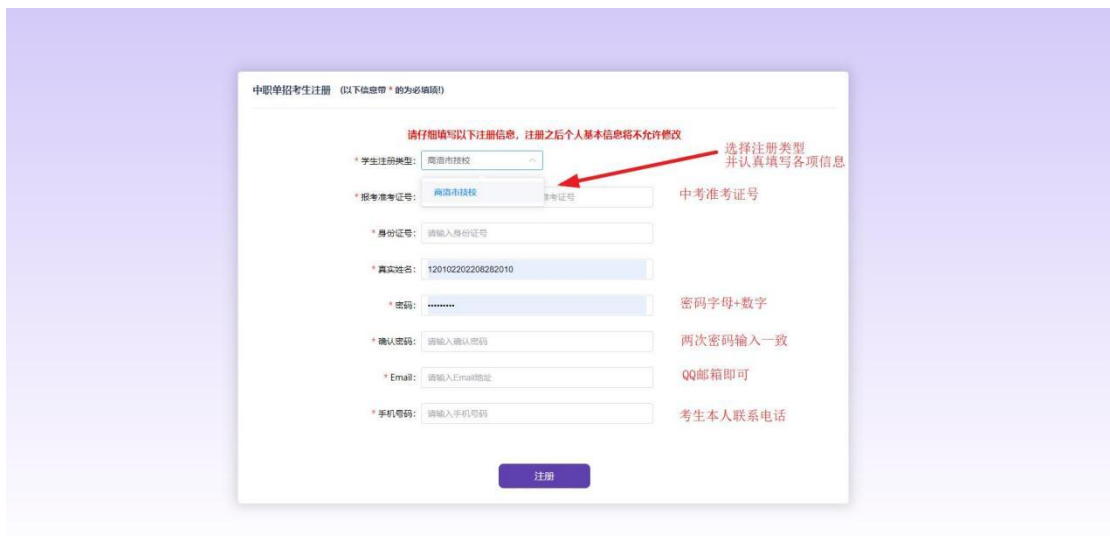 中职单招考生注册 (以下信息带 * 的为必填项!)
请仔细填写以下注册信息，注册之后个人基本信息将不允许修改
选择注册类型
并认真填写各项信息
* 学生注册类型： 商洛市技校
商洛市技校
* 报考准考证号： 准考证号 中考准考证号
* 身份证号： 请输入身份证号
* 真实姓名： 120102202208282010
* 密码： ••••••••• 密码字母+数字
* 确认密码： 请输入确认密码 两次密码输入一致
* Email： 请输入Email地址 QQ邮箱即可
* 手机号码： 请输入手机号码 考生本人联系电话
注册